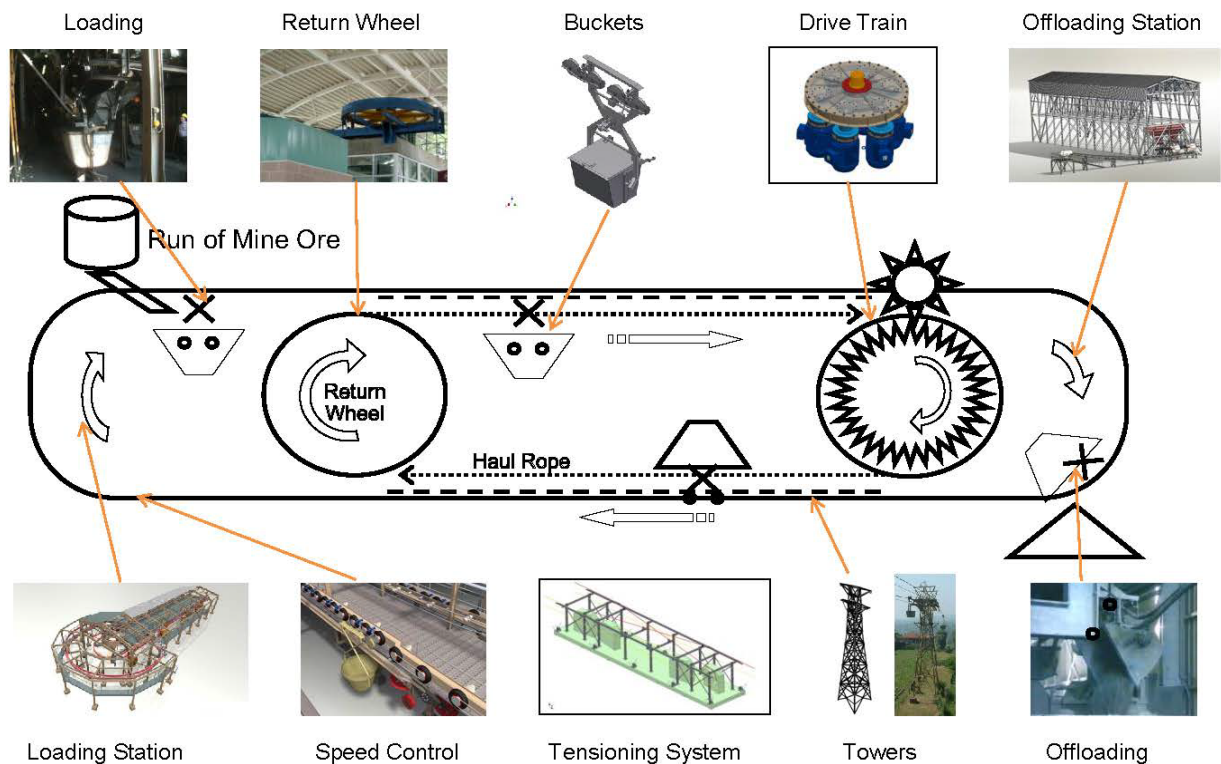 Loading
Return Wheel
Buckets
Drive Train
Offloading Station
Run of Mine Ore
Return
Wheel
Haul Rope
Loading Station
Speed Control
Tensioning System
Towers
Offloading